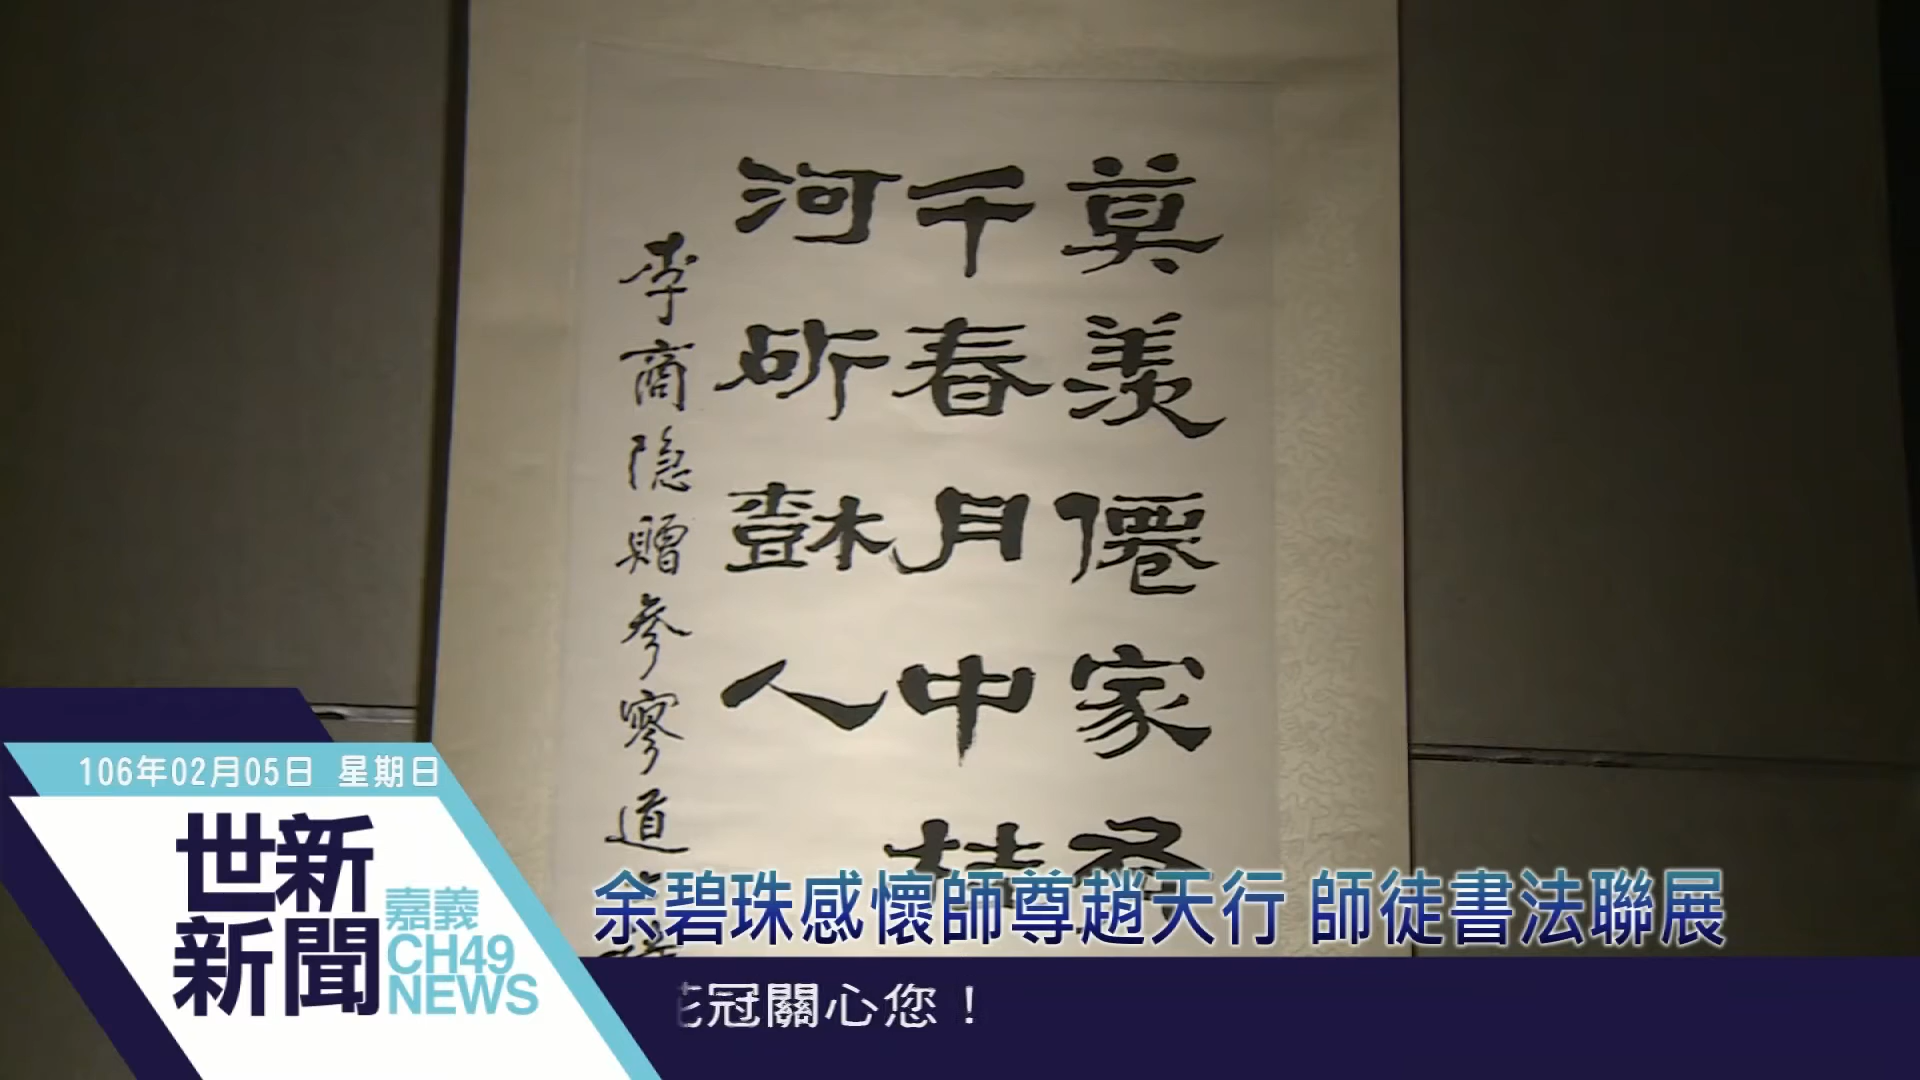 莫羨僊家
千春月中
河斫樹人
李商隐贈參寥道
106年02月05日 星期日
世新
新聞
嘉義
CH49
NEWS
余碧珠感懷師尊趙天行 師徒書法聯展
冠關心您！